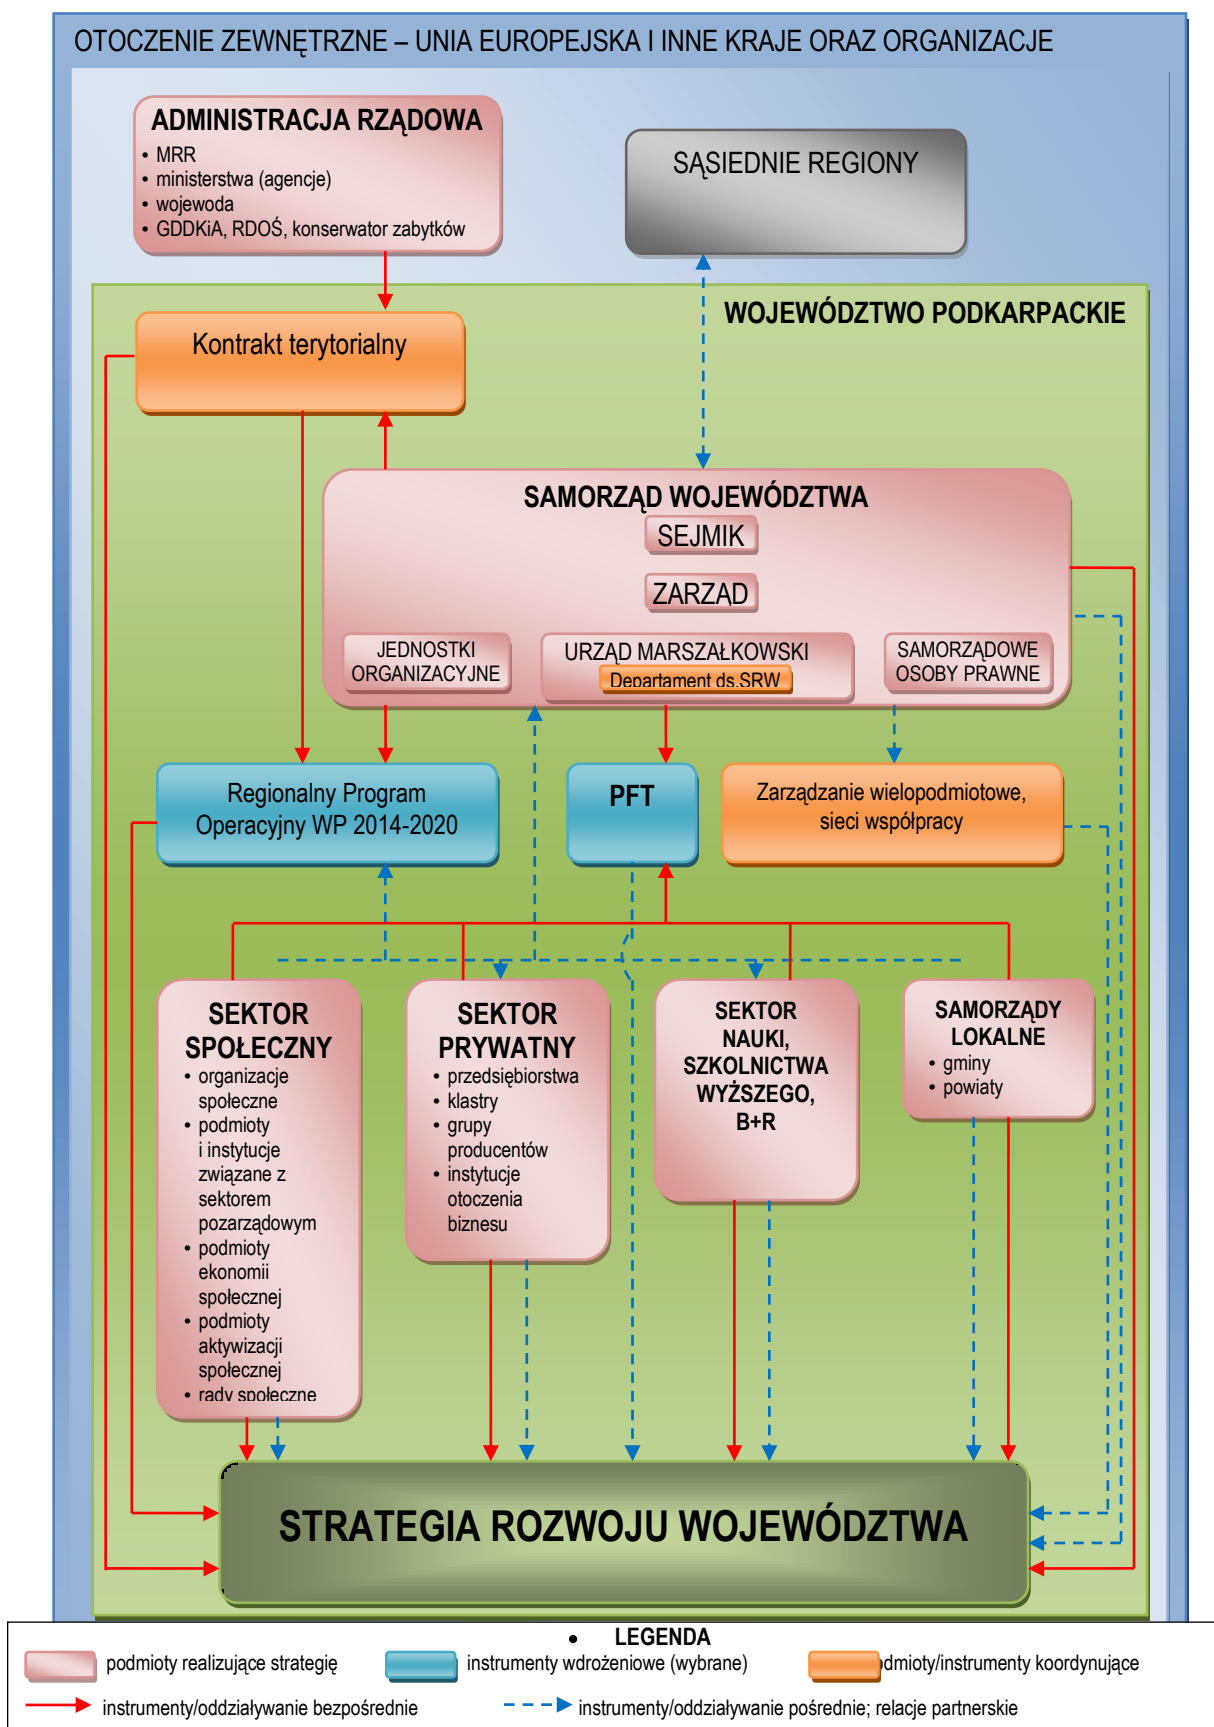 OTOCZENIE ZEWNĘTRZNE – UNIA EUROPEJSKA I INNE KRAJE ORAZ ORGANIZACJE
ADMINISTRACJA RZĄDOWA
• MRR
• ministerstwa (agencje)
• wojewoda
• GDDKiA, RDOŚ, konserwator zabytków
SĄSIEDNIE REGIONY
WOJEWÓDZTWO PODKARPACKIE
Kontrakt terytorialny
SAMORZĄD WOJEWÓDZTWA
SEJMIK
ZARZĄD
JEDNOSTKI
ORGANIZACYJNE
URZĄD MARSZAŁKOWSKI
Departament ds.SRW
SAMORZĄDOWE
OSOBY PRAWNE
Regionalny Program
Operacyjny WP 2014-2020
PFT
Zarządzanie wielopodmiotowe,
sieci współpracy
SEKTOR
SPOŁECZNY
• organizacje
społeczne
• podmioty
i instytucje
związane z
sektorem
pozarządowym
• podmioty
ekonomii
społecznej
• podmioty
aktywizacji
społecznej
• rady społeczne
SEKTOR
PRYWATNY
• przedsiębiorstwa
• klastry
• grupy
producentów
• instytucje
otoczenia
biznesu
SEKTOR
NAUKI,
SZKOLNICTWA
WYŻSZEGO,
B+R
SAMORZĄDY
LOKALNE
• gminy
• powiaty
STRATEGIA ROZWOJU WOJEWÓDZTWA
• LEGENDA
podmioty realizujące strategię
instrumenty wdrożeniowe (wybrane)
odmioty/instrumenty koordynujące
instrumenty/oddziaływanie bezpośrednie
instrumenty/oddziaływanie pośrednie; relacje partnerskie